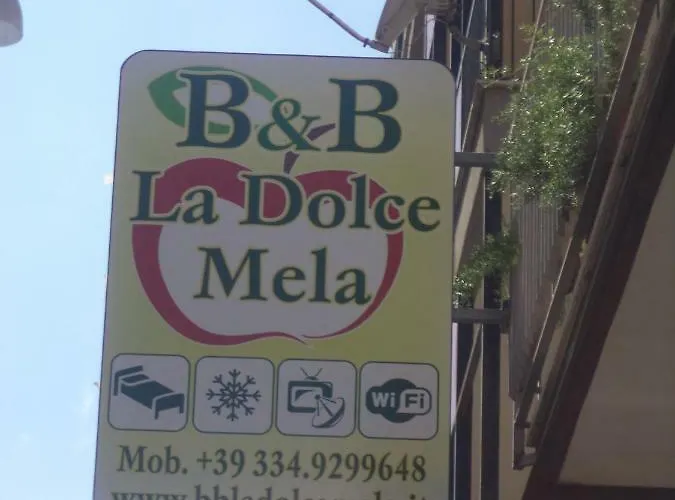 B&B
La Dolce
Mela
WiFi
Mob. +39 334.9299648